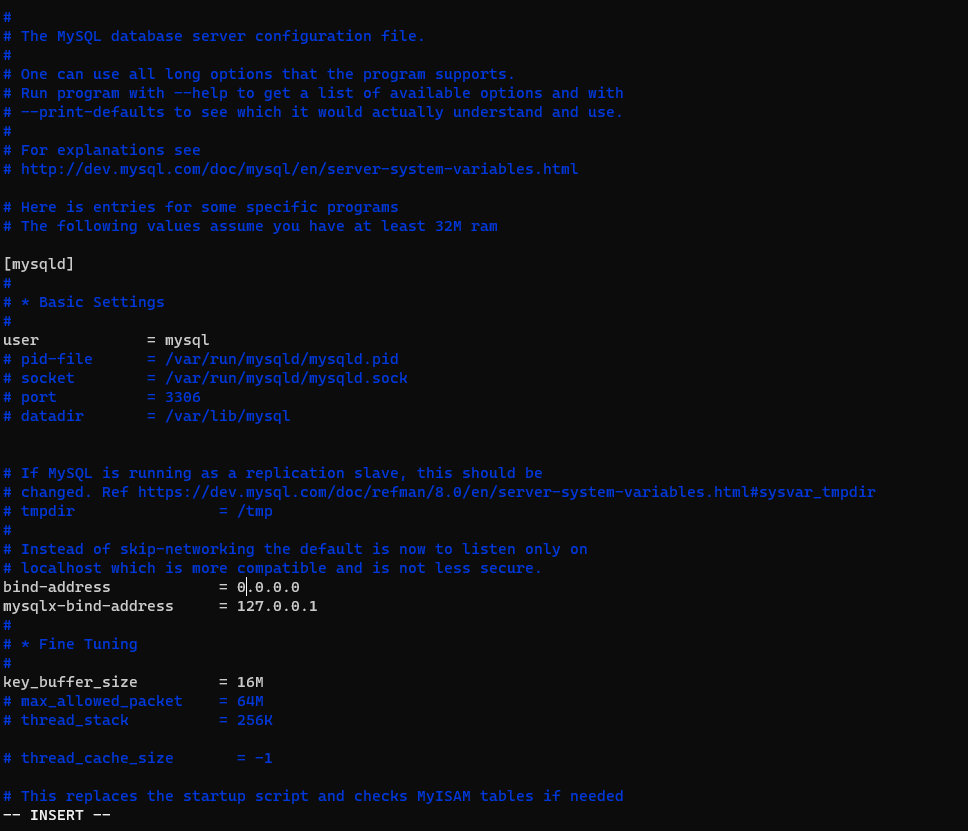 #
# The MySQL database server configuration file.
#
# One can use all long options that the program supports.
# Run program with --help to get a list of available options and with
# --print-defaults to see which it would actually understand and use.
#
# For explanations see
# http://dev.mysql.com/doc/mysql/en/server-system-variables.html

# Here is entries for some specific programs
# The following values assume you have at least 32M ram

[mysqld]
#
# * Basic Settings
#
user            = mysql
# pid-file      = /var/run/mysqld/mysqld.pid
# socket        = /var/run/mysqld/mysqld.sock
# port          = 3306
# datadir       = /var/lib/mysql


# If MySQL is running as a replication slave, this should be
# changed. Ref https://dev.mysql.com/doc/refman/8.0/en/server-system-variables.html#sysvar_tmpdir
# tmpdir                = /tmp
#
# Instead of skip-networking the default is now to listen only on
# localhost which is more compatible and is not less secure.
bind-address            = 0.0.0.0
mysqlx-bind-address     = 127.0.0.1
#
# * Fine Tuning
#
key_buffer_size         = 16M
# max_allowed_packet    = 64M
# thread_stack          = 256K

# thread_cache_size       = -1

# This replaces the startup script and checks MyISAM tables if needed
-- INSERT --